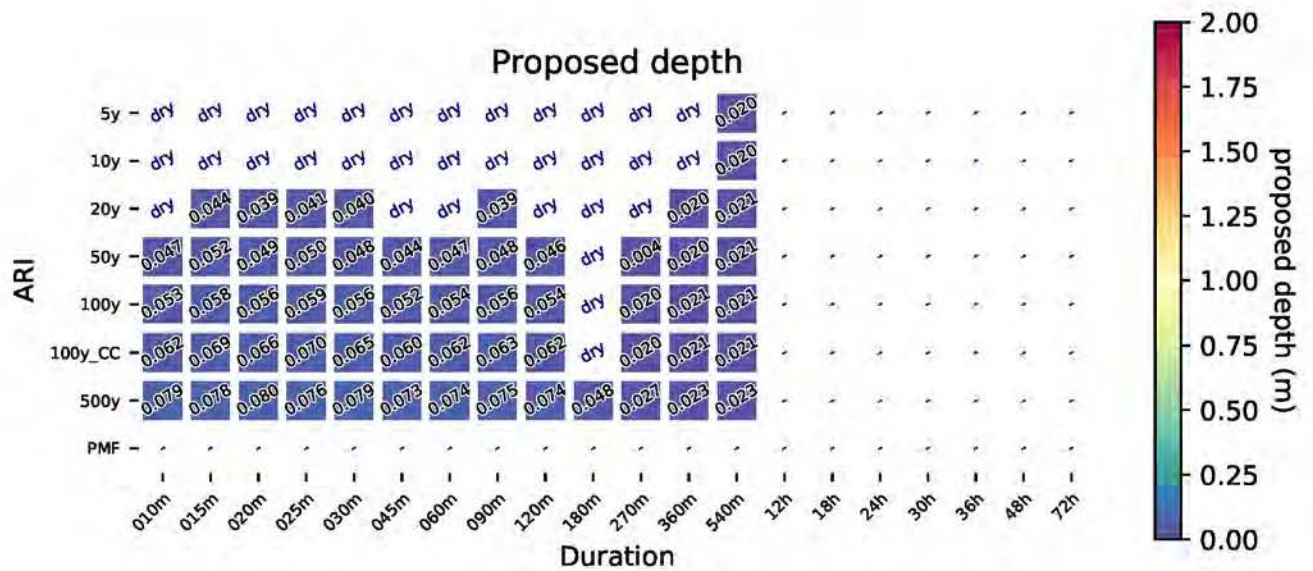 Proposed depth
5y dry dry dry dry dry dry dry dry dry dry dry dry 0.020 - - - - - - -
10y dry dry dry dry dry dry dry dry dry dry dry dry 0.020 - - - - - - -
20y dry 0.044 0.039 0.041 0.040 dry dry 0.039 dry dry dry 0.020 0.021 - - - - - - -
50y 0.047 0.052 0.049 0.050 0.048 0.044 0.047 0.048 0.046 dry 0.004 0.020 0.021 - - - - - - -
100y 0.053 0.058 0.056 0.059 0.056 0.052 0.054 0.056 0.054 dry 0.020 0.021 0.021 - - - - - - -
100y_CC 0.062 0.069 0.066 0.070 0.065 0.060 0.062 0.063 0.062 dry 0.020 0.021 0.021 - - - - - - -
500y 0.079 0.078 0.080 0.076 0.079 0.073 0.074 0.075 0.074 0.048 0.027 0.023 0.023 - - - - - - -
PMF - - - - - - - - - - - - - - - - - - - -
ARI
010m 015m 020m 025m 030m 045m 060m 090m 120m 180m 270m 360m 540m 12h 18h 24h 30h 36h 48h 72h
Duration
2.00
1.75
1.50
1.25
1.00
0.75
0.50
0.25
0.00
proposed depth (m)